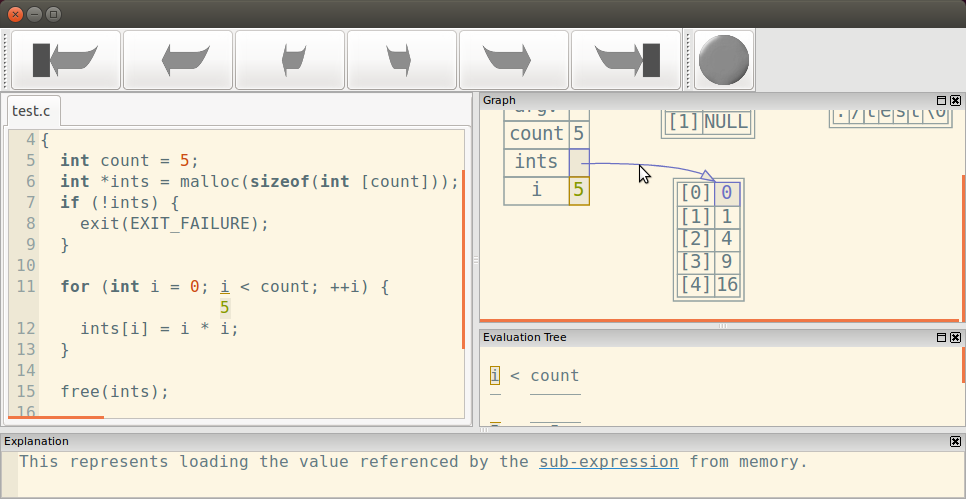 test.c
4 {
5   int count = 5;
6   int *ints = malloc(sizeof(int [count]));
7   if (!ints) {
8     exit(EXIT_FAILURE);
9   }
10
11   for (int i = 0; i < count; ++i) {
5
12     ints[i] = i * i;
13   }
14
15   free(ints);
16
Graph
count 5
ints
i 5
[1] NULL
[0] 0
[1] 1
[2] 4
[3] 9
[4] 16
Evaluation Tree
i < count
Explanation
This represents loading the value referenced by the sub-expression from memory.